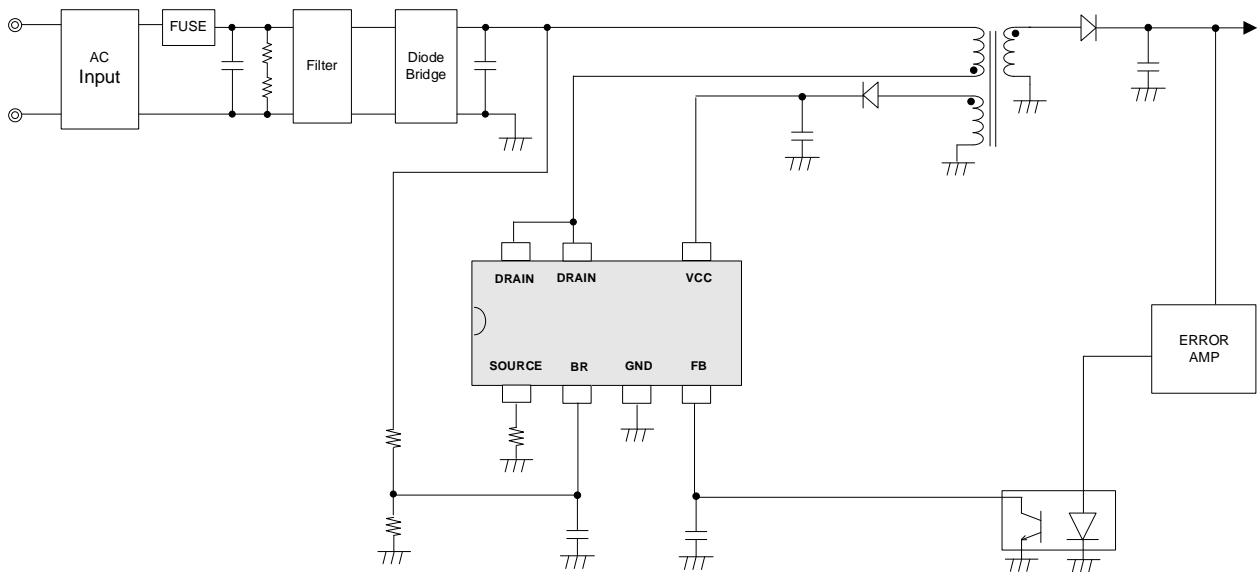 FUSE
AC
Input
Filter
Diode
Bridge
DRAIN
DRAIN
VCC
SOURCE
BR
GND
FB
ERROR
AMP